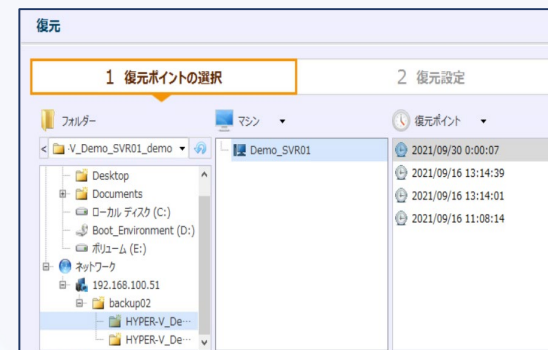 復元
1 復元ポイントの選択
2 復元設定
フォルダー
マシン
復元ポイント
·V_Demo_SVR01_demo
Demo_SVR01
2021/09/30 0:00:07
2021/09/16 13:14:39
2021/09/16 13:14:01
2021/09/16 11:08:14
Desktop
Documents
ローカル ディスク (C:)
Boot_Environment (D:)
ボリューム (E:)
ネットワーク
192.168.100.51
backup02
HYPER-V_De…
HYPER-V_De…